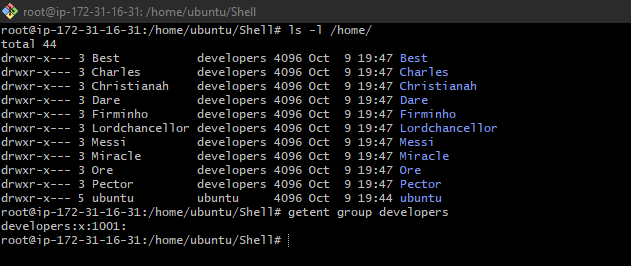 root@ip-172-31-16-31: /home/ubuntu/Shell
root@ip-172-31-16-31:/home/ubuntu/Shell# ls -l /home/
total 44
drwxr-x--- 3 Best          developers 4096 Oct  9 19:47 Best
drwxr-x--- 3 Charles       developers 4096 Oct  9 19:47 Charles
drwxr-x--- 3 Christianah   developers 4096 Oct  9 19:47 Christianah
drwxr-x--- 3 Dare          developers 4096 Oct  9 19:47 Dare
drwxr-x--- 3 Firminho      developers 4096 Oct  9 19:47 Firminho
drwxr-x--- 3 Lordchancellor developers 4096 Oct  9 19:47 Lordchancellor
drwxr-x--- 3 Messi         developers 4096 Oct  9 19:47 Messi
drwxr-x--- 3 Miracle       developers 4096 Oct  9 19:47 Miracle
drwxr-x--- 3 Ore           developers 4096 Oct  9 19:47 Ore
drwxr-x--- 3 Pector        developers 4096 Oct  9 19:47 Pector
drwxr-x--- 5 ubuntu        ubuntu     4096 Oct  9 19:44 ubuntu
root@ip-172-31-16-31:/home/ubuntu/Shell# getent group developers
developers:x:1001:
root@ip-172-31-16-31:/home/ubuntu/Shell#